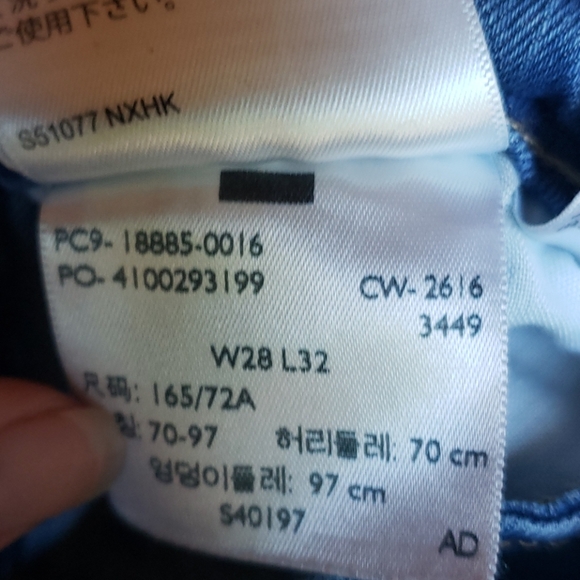 ご使用下さい。
S51077 NXHK
PC9- 18885-0016
PO- 4100293199
CW- 2616
3449
W28 L32
尺码: 165/72A
칭: 70-97 허리둘레: 70 cm
엉덩이둘레: 97 cm
S40197
AD